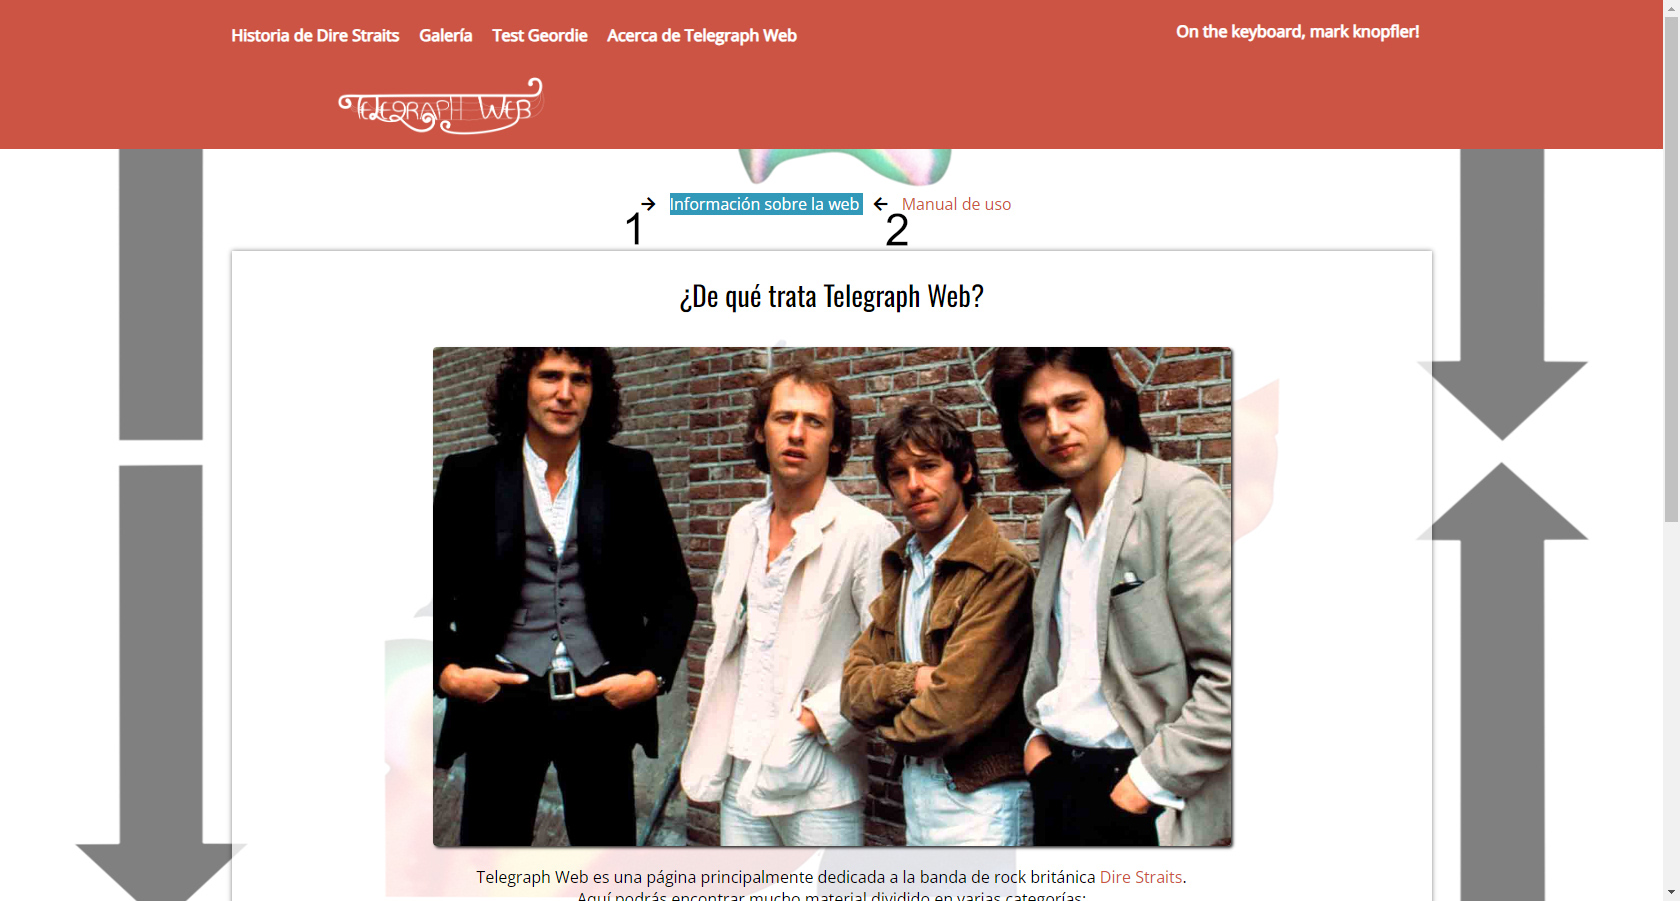 Historia de Dire Straits Galería Test Geordie Acerca de Telegraph Web On the keyboard, mark knopfler!
TELEGRAPH WEB
→ Información sobre la web ← Manual de uso
1 2
¿De qué trata Telegraph Web?
Telegraph Web es una página principalmente dedicada a la banda de rock británica Dire Straits.
Aquí podrás encontrar mucho material dividido en varias categorías: